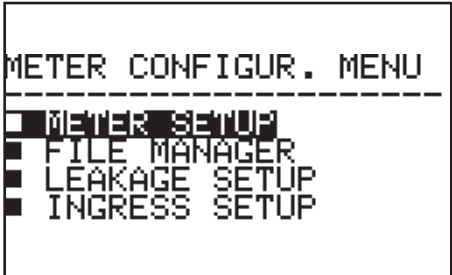 METER CONFIGUR. MENU
METER SETUP
FILE MANAGER
LEAKAGE SETUP
INGRESS SETUP